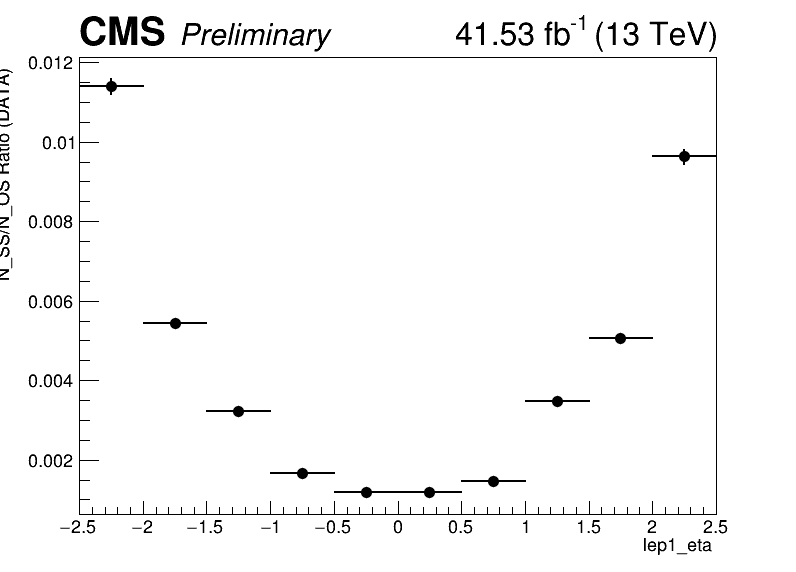 CMS Preliminary 41.53 fb-1 (13 TeV)
N_SS/N_OS Ratio (DATA)
0.012
0.01
0.008
0.006
0.004
0.002
−2.5 −2 −1.5 −1 −0.5 0 0.5 1 1.5 2 2.5
lep1_eta